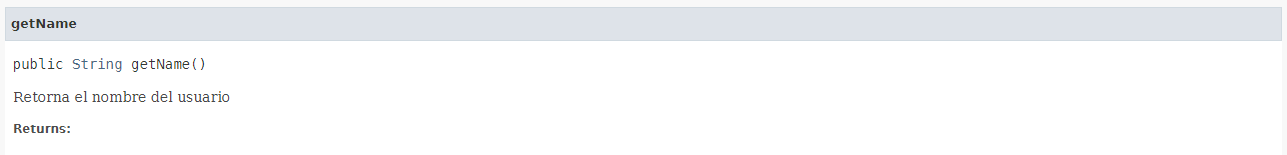 getName
public String getName()
Retorna el nombre del usuario
Returns: